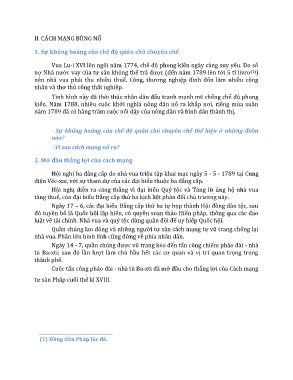 II. CÁCH MẠNG BÙNG NỔ
1. Sự khủng hoảng của chế độ quân chủ chuyên chế
Vua Lu-i XVI lên ngôi năm 1774, chế độ phong kiến ngày càng suy yếu. Do số
nợ Nhà nước vay của tư sản không thể trả được (đến năm 1789 lên tới 5 tỉ livrơ(1))
nên nhà vua phải thu nhiều thuế. Công, thương nghiệp đình đốn làm nhiều công
nhân và thợ thủ công thất nghiệp.
Tình hình này đã thôi thúc nhân dân đấu tranh mạnh mẽ chống chế độ phong
kiến. Năm 1788, nhiều cuộc khởi nghĩa nông dân nổ ra khắp nơi, riêng mùa xuân
năm 1789 đã có hàng trăm cuộc nổi dậy của nông dân và bình dân thành thị.
- Sự khủng hoảng của chế độ quân chủ chuyên chế thể hiện ở những điểm
nào?
- Vì sao cách mạng nổ ra?
2. Mở đầu thắng lợi của cách mạng
Hội nghị ba đẳng cấp do nhà vua triệu tập khai mạc ngày 5 - 5 - 1789 tại Cung
điện Véc-xai, với sự tham dự của các đại biểu thuộc ba đẳng cấp.
Hội nghị diễn ra căng thẳng vì đại biểu Quý tộc và Tăng lữ ủng hộ nhà vua
tăng thuế, còn đại biểu Đẳng cấp thứ ba kịch liệt phản đối chủ trương này.
Ngày 17 – 6, các đại biểu Đẳng cấp thứ ba tự họp thành Hội đồng dân tộc, sau
đó tuyên bố là Quốc hội lập hiến, có quyền soạn thảo Hiến pháp, thông qua các đạo
luật về tài chính. Nhà vua và quý tộc dùng quân đội để uy hiếp Quốc hội.
Quần chúng lao động và những người tư sản cách mạng tự vũ trang chống lại
nhà vua. Phần lớn binh lính cũng đứng về phía nhân dân.
Ngày 14 - 7, quần chúng được vũ trang kéo đến tấn công chiếm pháo đài - nhà
tù Ba-xti; sau đó lần lượt làm chủ hầu hết các cơ quan và vị trí quan trọng trong
thành phố.
Cuộc tấn công pháo đài - nhà tù Ba-xti đã mở đầu cho thắng lợi của Cách mạng
tư sản Pháp cuối thế kỉ XVIII.
(1) Đồng tiền Pháp lúc đó.